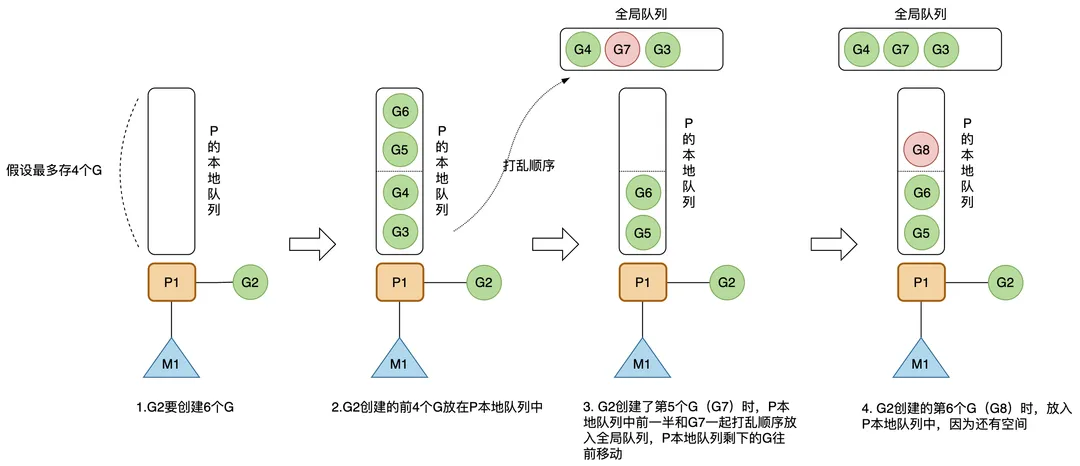 全局队列
G4 G7 G3
全局队列
G4 G7 G3
假设最多存4个G
P的本地队列
G6
G5
G4
G3
P的本地队列
打乱顺序
G6
G5
P的本地队列
G8
G6
G5
P的本地队列
P1
G2
P1
G2
P1
G2
P1
G2
M1
M1
M1
M1
1.G2要创建6个G
2.G2创建的前4个G放在P本地队列中
3. G2创建了第5个G（G7）时，P本
地队列中前一半和G7一起打乱顺序放
入全局队列，P本地队列剩下的G往
前移动
4. G2创建的第6个G（G8）时，放入
P本地队列中，因为还有空间